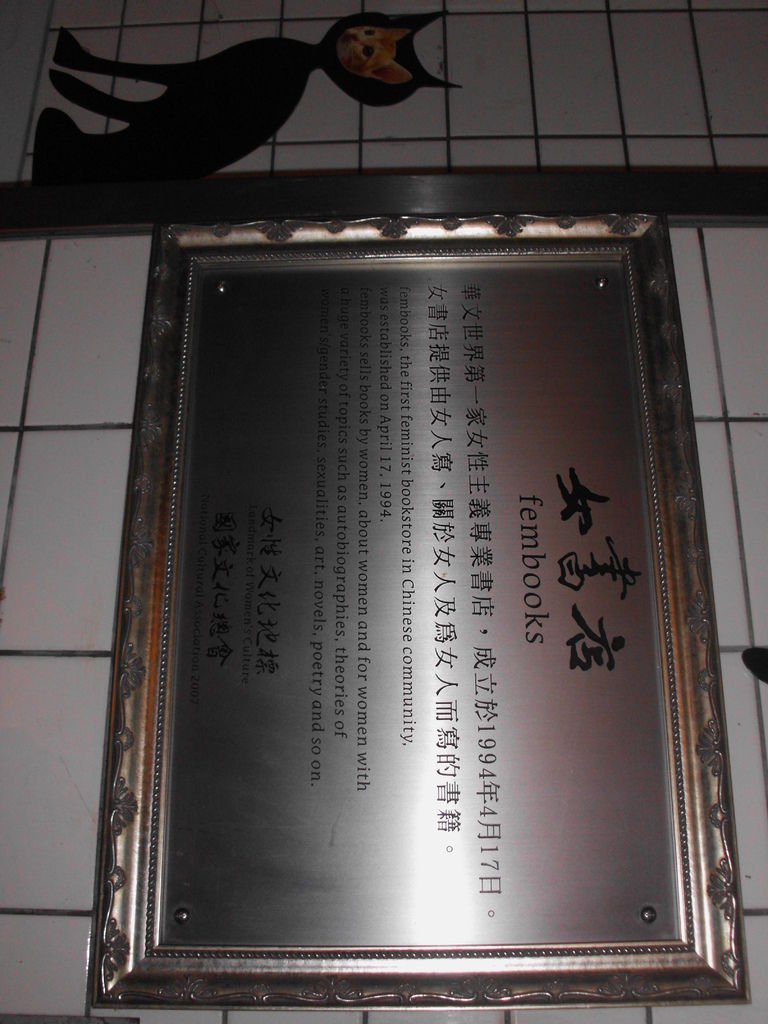 女書店
fembooks
華文世界第一家女性主義專業書店，成立於1994年4月17日。
女書店提供由女人寫、關於女人及為女人而寫的書籍。
fembooks, the first feminist bookstore in Chinese community,
was established on April 17, 1994.
fembooks sells books by women, about women and for women with
a huge variety of topics such as autobiographies, theories of
women's/gender studies, sexualities, art, novels, poetry and so on.
女性文化地標
Landmark of Women's Culture
國家文化總會
National Cultural Association 2007